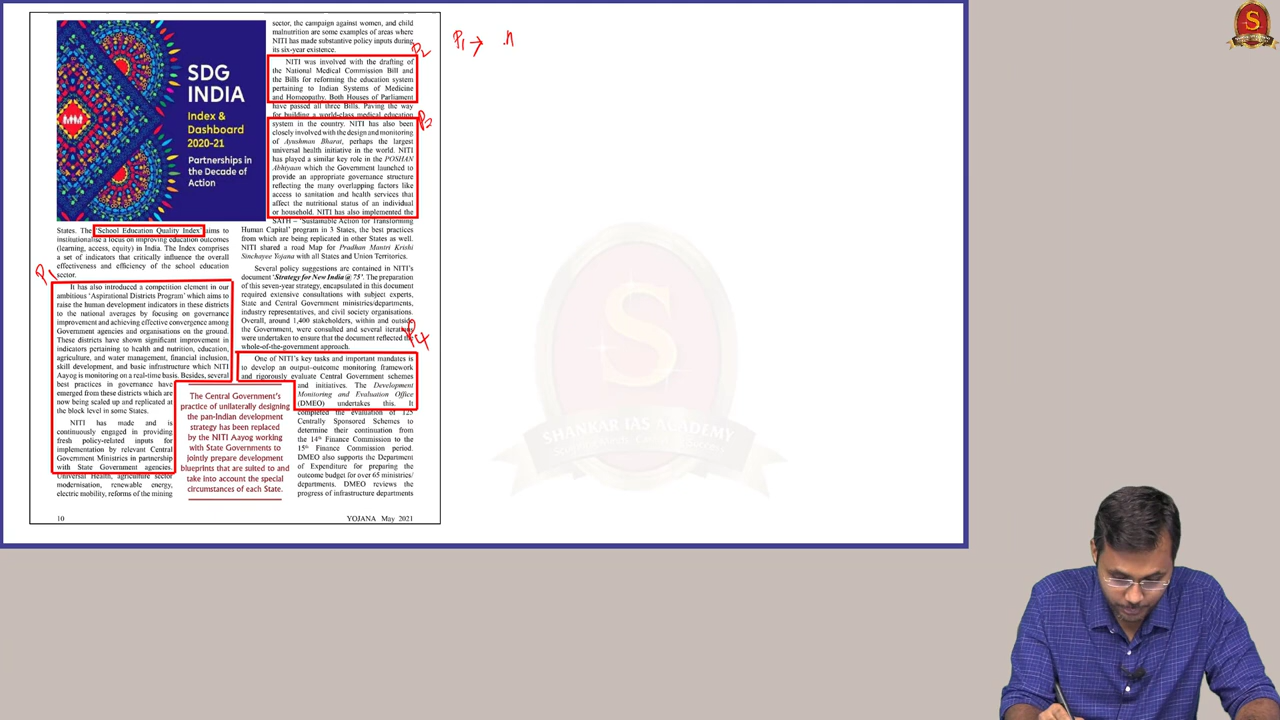 SDG
INDIA
Index &
Dashboard
2020-21
Partnerships in
the Decade of
Action
States. The 'School Education Quality Index' aims to
institutionalise a focus on improving education outcomes
(learning, access, equity) in India. The Index comprises
a set of indicators that critically influence the overall
effectiveness and efficiency of the school education
sector.
P1
It has also introduced a competition element in our
ambitious 'Aspirational Districts Program' which aims to
raise the human development indicators in these districts
to the national averages by focusing on governance
improvement and achieving effective convergence among
Government agencies and organisations on the ground.
These districts have shown significant improvement in
indicators pertaining to health and nutrition, education,
agriculture, and water management, financial inclusion,
skill development, and basic infrastructure which NITI
Aayog is monitoring on a real-time basis. Besides, several
best practices in governance have
emerged from these districts which are
now being scaled up and replicated at
the block level in some States.
NITI has made and is
continuously engaged in providing
fresh policy-related inputs for
implementation by relevant Central
Government Ministries in partnership
with State Government agencies.
Universal Health, agriculture sector
modernisation, renewable energy,
electric mobility, reforms of the mining
The Central Government's
practice of unilaterally designing
the pan-Indian development
strategy has been replaced
by the NITI Aayog working
with State Governments to
jointly prepare development
blueprints that are suited to and
take into account the special
circumstances of each State.
sector, the campaign against women, and child
malnutrition are some examples of areas where
NITI has made substantive policy inputs during
its six-year existence.
P2
NITI was involved with the drafting of
the National Medical Commission Bill and
the Bills for reforming the education system
pertaining to Indian Systems of Medicine
and Homeopathy. Both Houses of Parliament
have passed all three Bills. Paving the way
for building a world-class medical education
P3
system in the country. NITI has also been
closely involved with the design and monitoring
of Ayushman Bharat, perhaps the largest
universal health initiative in the world. NITI
has played a similar key role in the POSHAN
Abhiyaan which the Government launched to
provide an appropriate governance structure
reflecting the many overlapping factors like
access to sanitation and health services that
affect the nutritional status of an individual
or household. NITI has also implemented the
SATH – 'Sustainable Action for Transforming
Human Capital' program in 3 States, the best practices
from which are being replicated in other States as well.
NITI shared a road Map for Pradhan Mantri Krishi
Sinchayee Yojana with all States and Union Territories.
Several policy suggestions are contained in NITI's
document 'Strategy for New India @ 75'. The preparation
of this seven-year strategy, encapsulated in this document
required extensive consultations with subject experts,
State and Central Government ministries/departments,
industry representatives, and civil society organisations.
Overall, around 1,400 stakeholders, within and outside
the Government, were consulted and several iterations
were undertaken to ensure that the document reflected the
whole-of-the-government approach.
P4
One of NITI's key tasks and important mandates is
to develop an output-outcome monitoring framework
and rigorously evaluate Central Government schemes
and initiatives. The Development
Monitoring and Evaluation Office
(DMEO) undertakes this. It
completed the evaluation of 125
Centrally Sponsored Schemes to
determine their continuation from
the 14th Finance Commission to the
15th Finance Commission period.
DMEO also supports the Department
of Expenditure for preparing the
outcome budget for over 65 ministries/
departments. DMEO reviews the
progress of infrastructure departments
10
YOJANA May 2021
P1 →
SHANKAR IAS ACADEMY